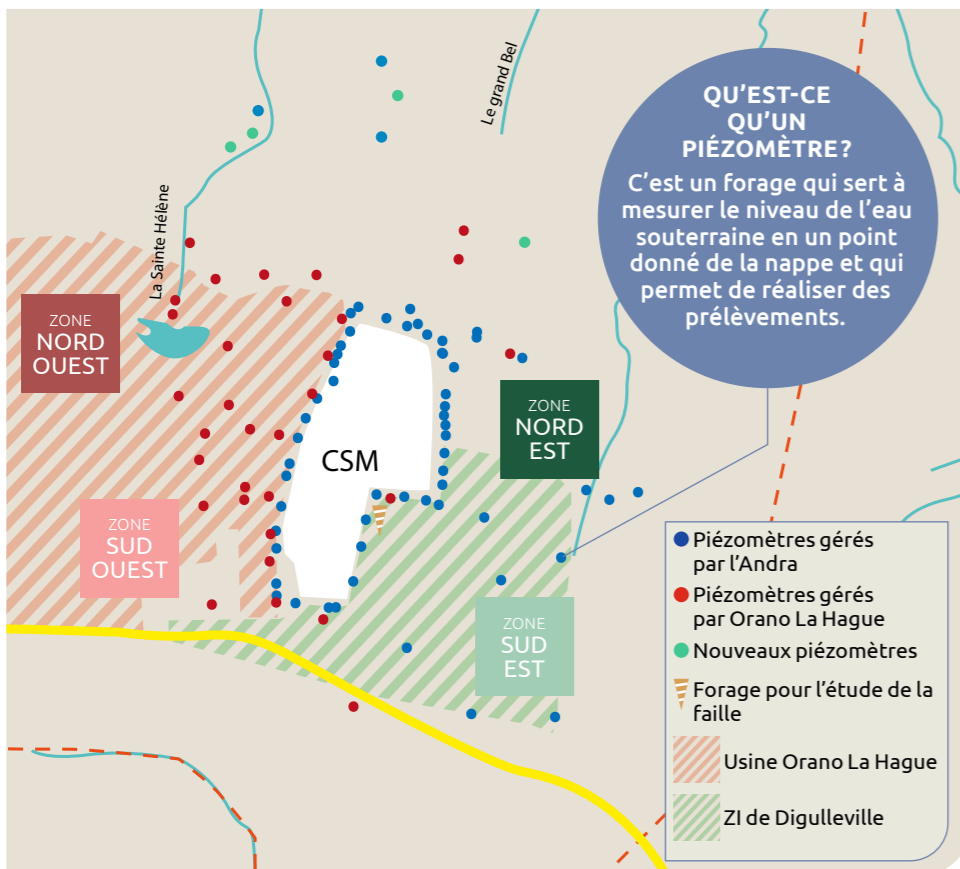 Le grand Bel
QU'EST-CE
QU'UN
PIÉZOMÈTRE ?
C'est un forage qui sert à
mesurer le niveau de l'eau
souterraine en un point
donné de la nappe et qui
permet de réaliser des
prélèvements.
La Sainte Hélène
ZONE
NORD
OUEST
ZONE
NORD
EST
CSM
ZONE
SUD
OUEST
ZONE
SUD
EST
Piézomètres gérés
par l'Andra
Piézomètres gérés
par Orano La Hague
Nouveaux piézomètres
Forage pour l'étude de la
faille
Usine Orano La Hague
ZI de Digulleville